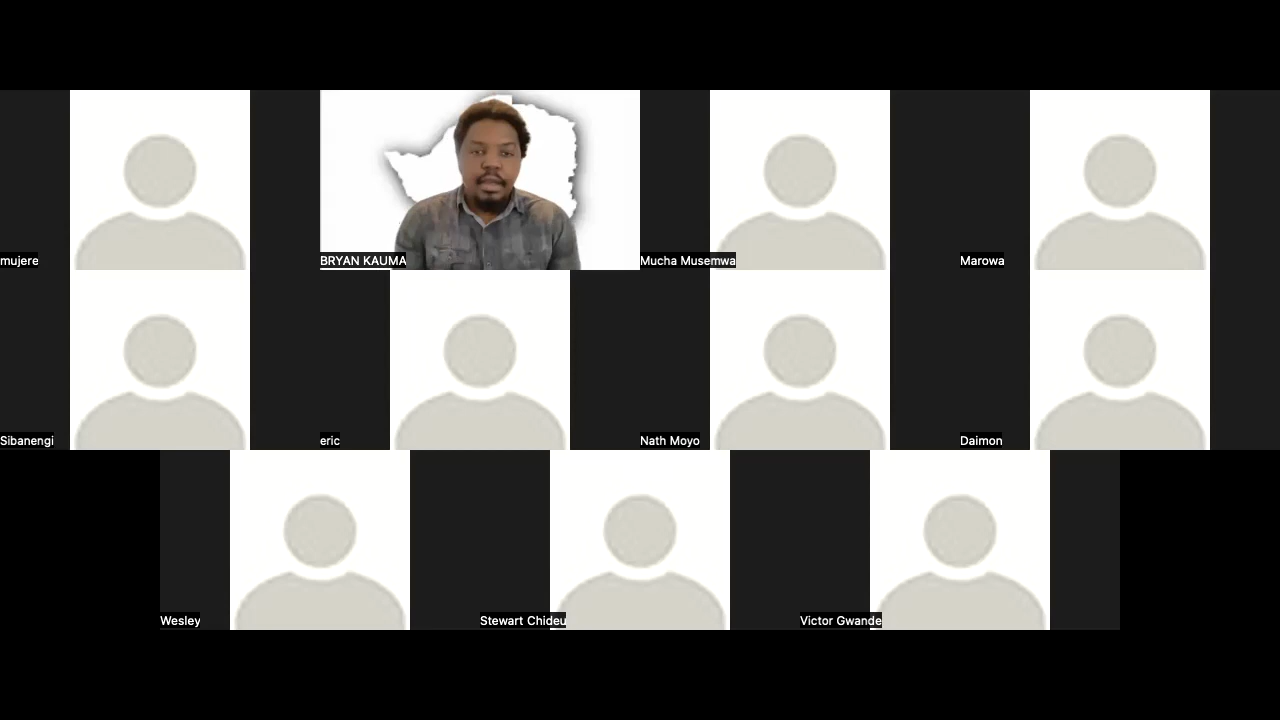 mujere
BRYAN KAUMA
Mucha Musemwa
Marowa
Sibanengi
eric
Nath Moyo
Daimon
Wesley
Stewart Chideu
Victor Gwande